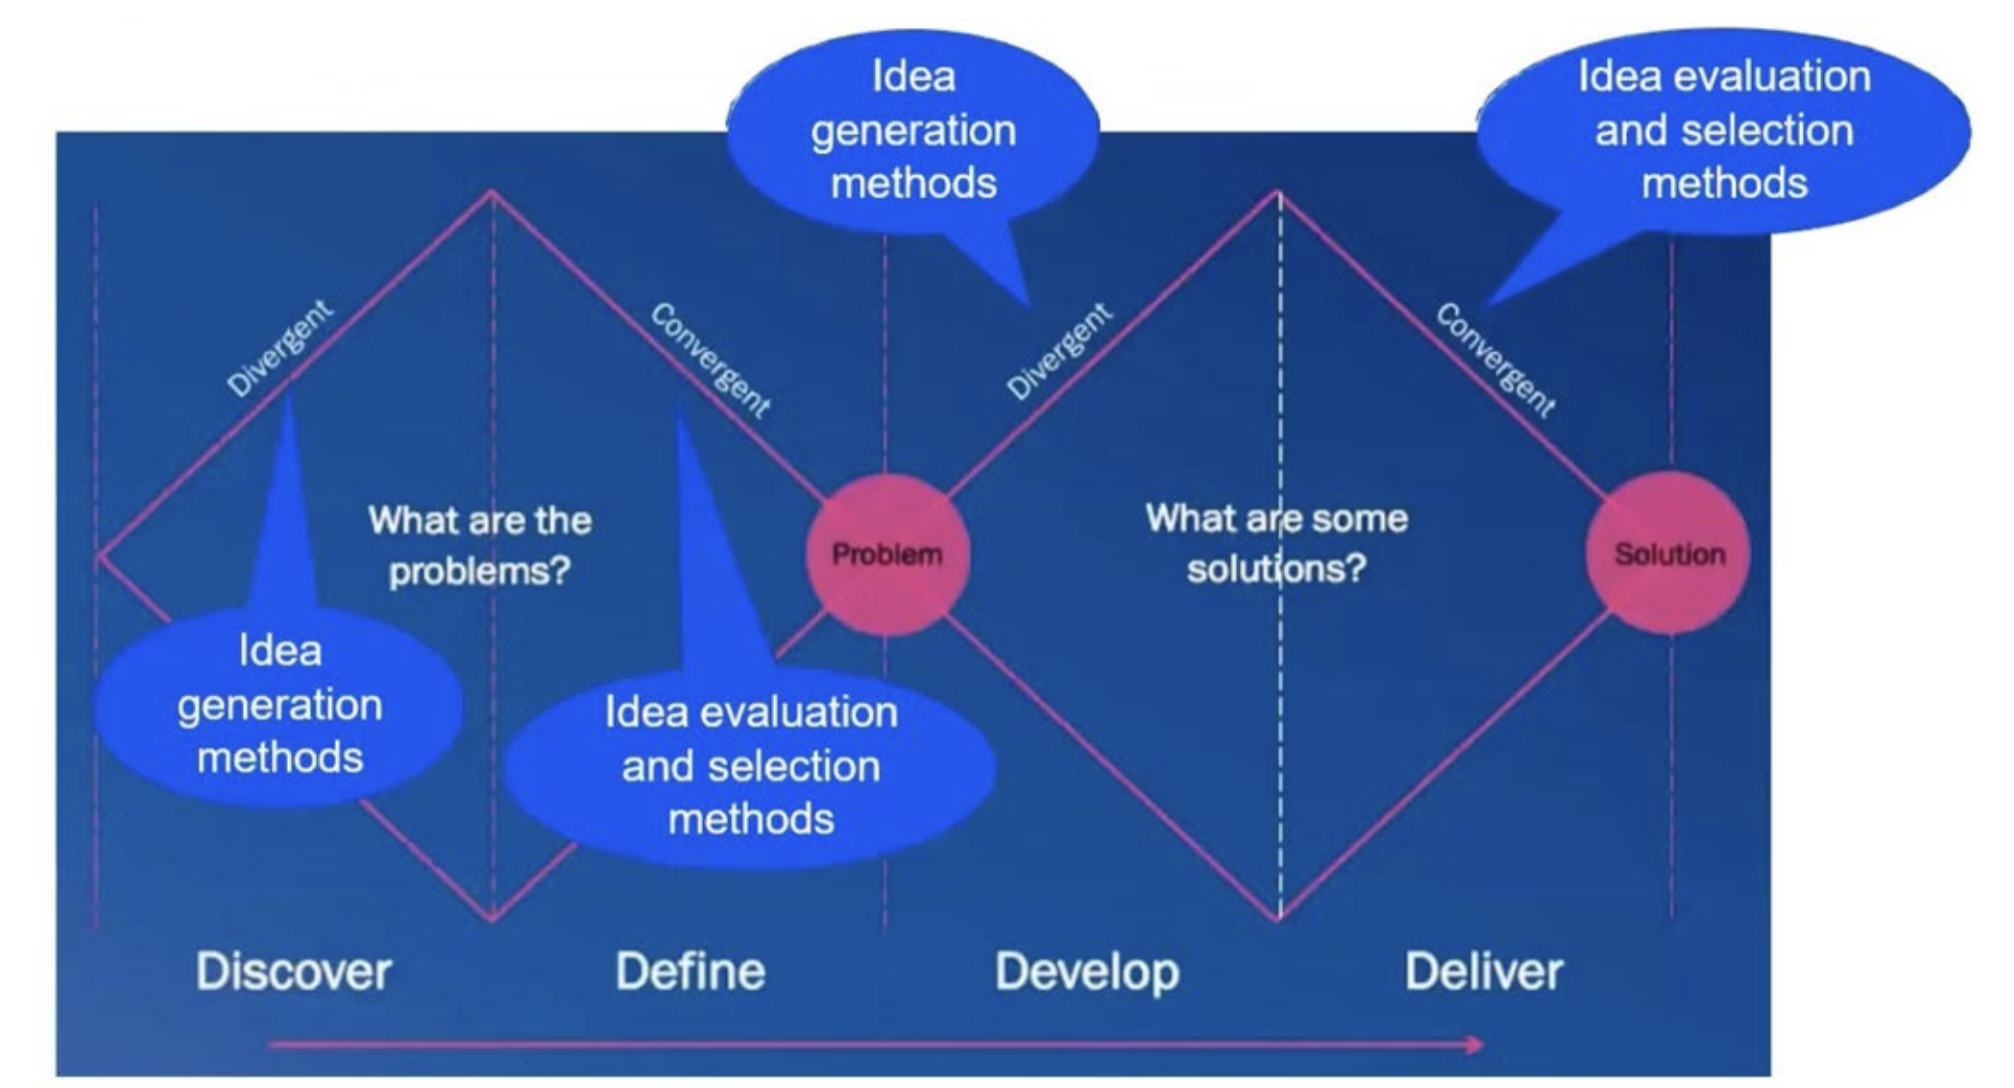 Idea
generation
methods
Idea evaluation
and selection
methods
Divergent
Convergent
Divergent
Convergent
What are the
problems?
Problem
What are some
solutions?
Solution
Idea
generation
methods
Idea evaluation
and selection
methods
Discover
Define
Develop
Deliver